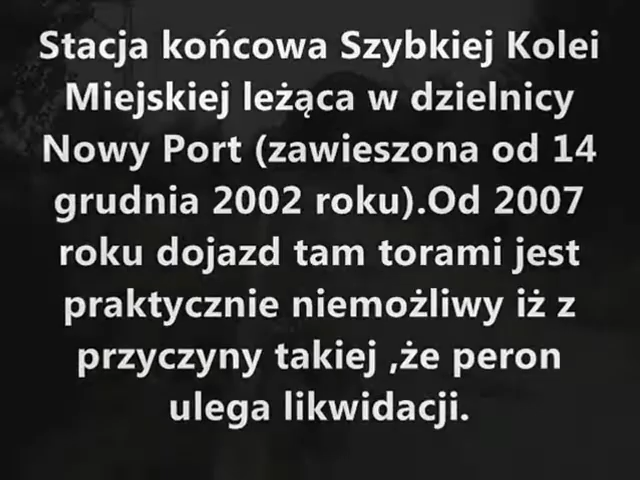 Stacja końcowa Szybkiej Kolei
Miejskiej leżąca w dzielnicy
Nowy Port (zawieszona od 14
grudnia 2002 roku).Od 2007
roku dojazd tam torami jest
praktycznie niemożliwy iż z
przyczyny takiej ,że peron
ulega likwidacji.